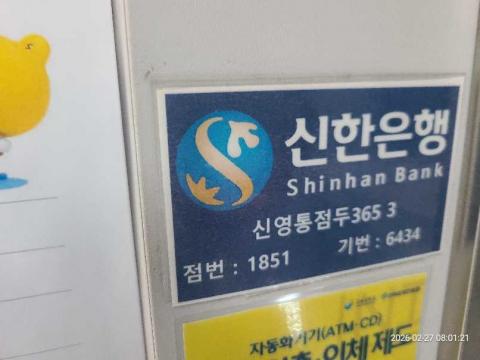 신한은행
Shinhan Bank
신영통점두365 3
점번 : 1851 기번 : 6434
자동화기기(ATM·CD)
2026-02-27 08:01:21